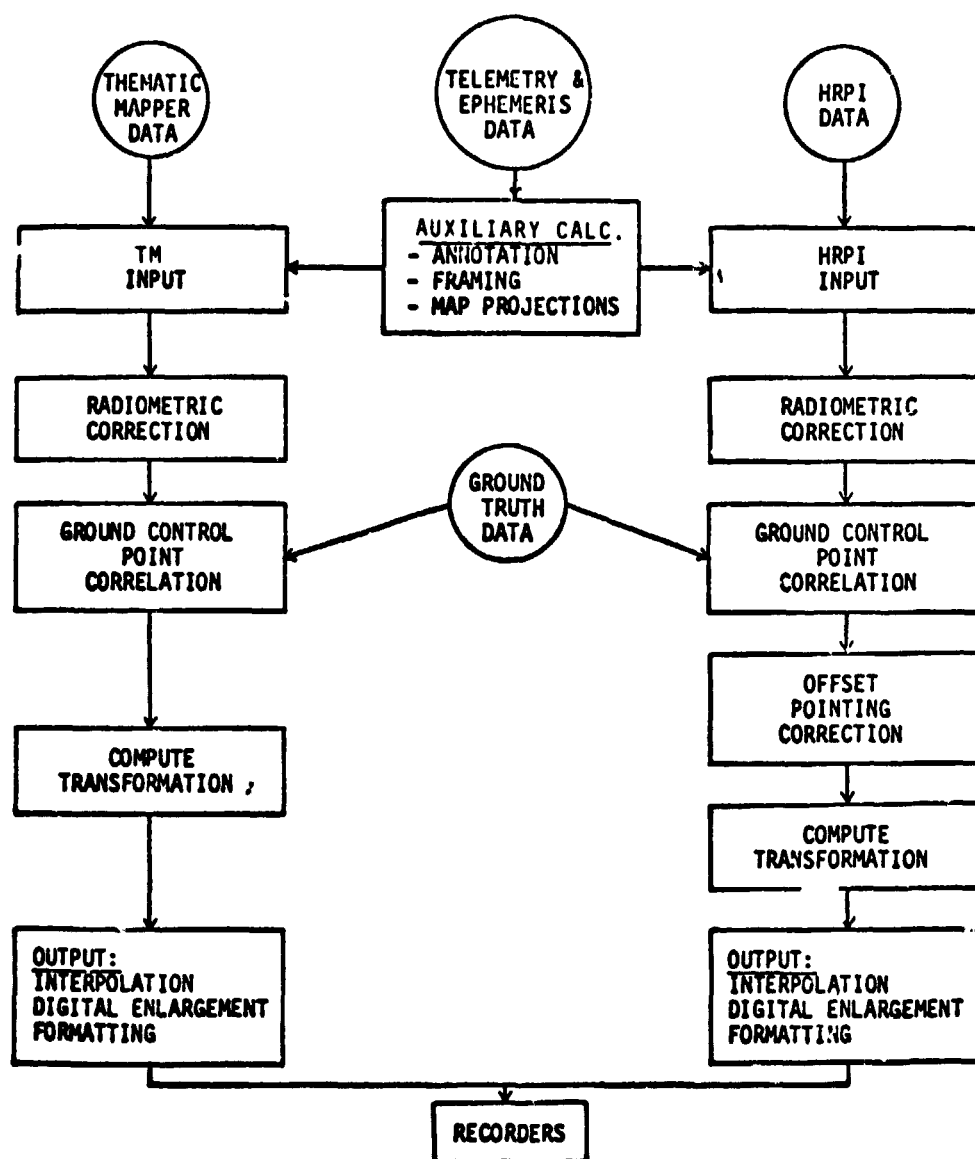 THEMATIC
MAPPER
DATA
TELEMETRY &
EPHEMERIS
DATA
HRPI
DATA
TM
INPUT
AUXILIARY CALC.
- ANNOTATION
- FRAMING
- MAP PROJECTIONS
HRPI
INPUT
RADIOMETRIC
CORRECTION
RADIOMETRIC
CORRECTION
GROUND CONTROL
POINT
CORRELATION
GROUND
TRUTH
DATA
GROUND CONTROL
POINT
CORRELATION
OFFSET
POINTING
CORRECTION
COMPUTE
TRANSFORMATION
COMPUTE
TRANSFORMATION
OUTPUT:
INTERPOLATION
DIGITAL ENLARGEMENT
FORMATTING
OUTPUT:
INTERPOLATION
DIGITAL ENLARGEMENT
FORMATTING
RECORDERS